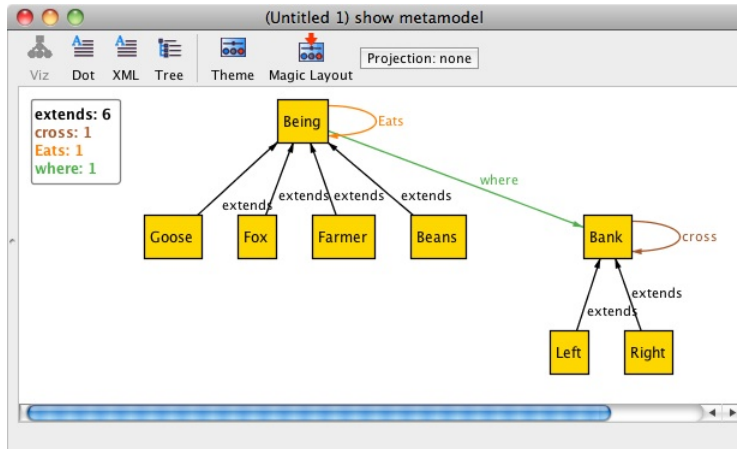 (Untitled 1) show metamodel
Viz Dot XML Tree Theme Magic Layout Projection: none
extends: 6
cross: 1
Eats: 1
where: 1
Being
Eats
where
extends extends extends extends
Goose Fox Farmer Beans
Bank
cross
extends
extends
Left Right